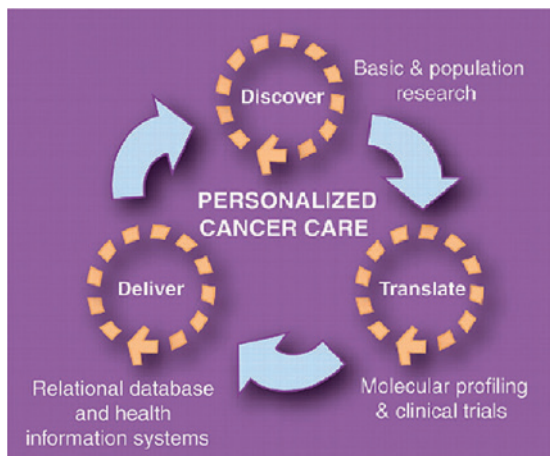 Discover
Basic & population
research
PERSONALIZED
CANCER CARE
Deliver
Translate
Relational database
and health
information systems
Molecular profiling
& clinical trials